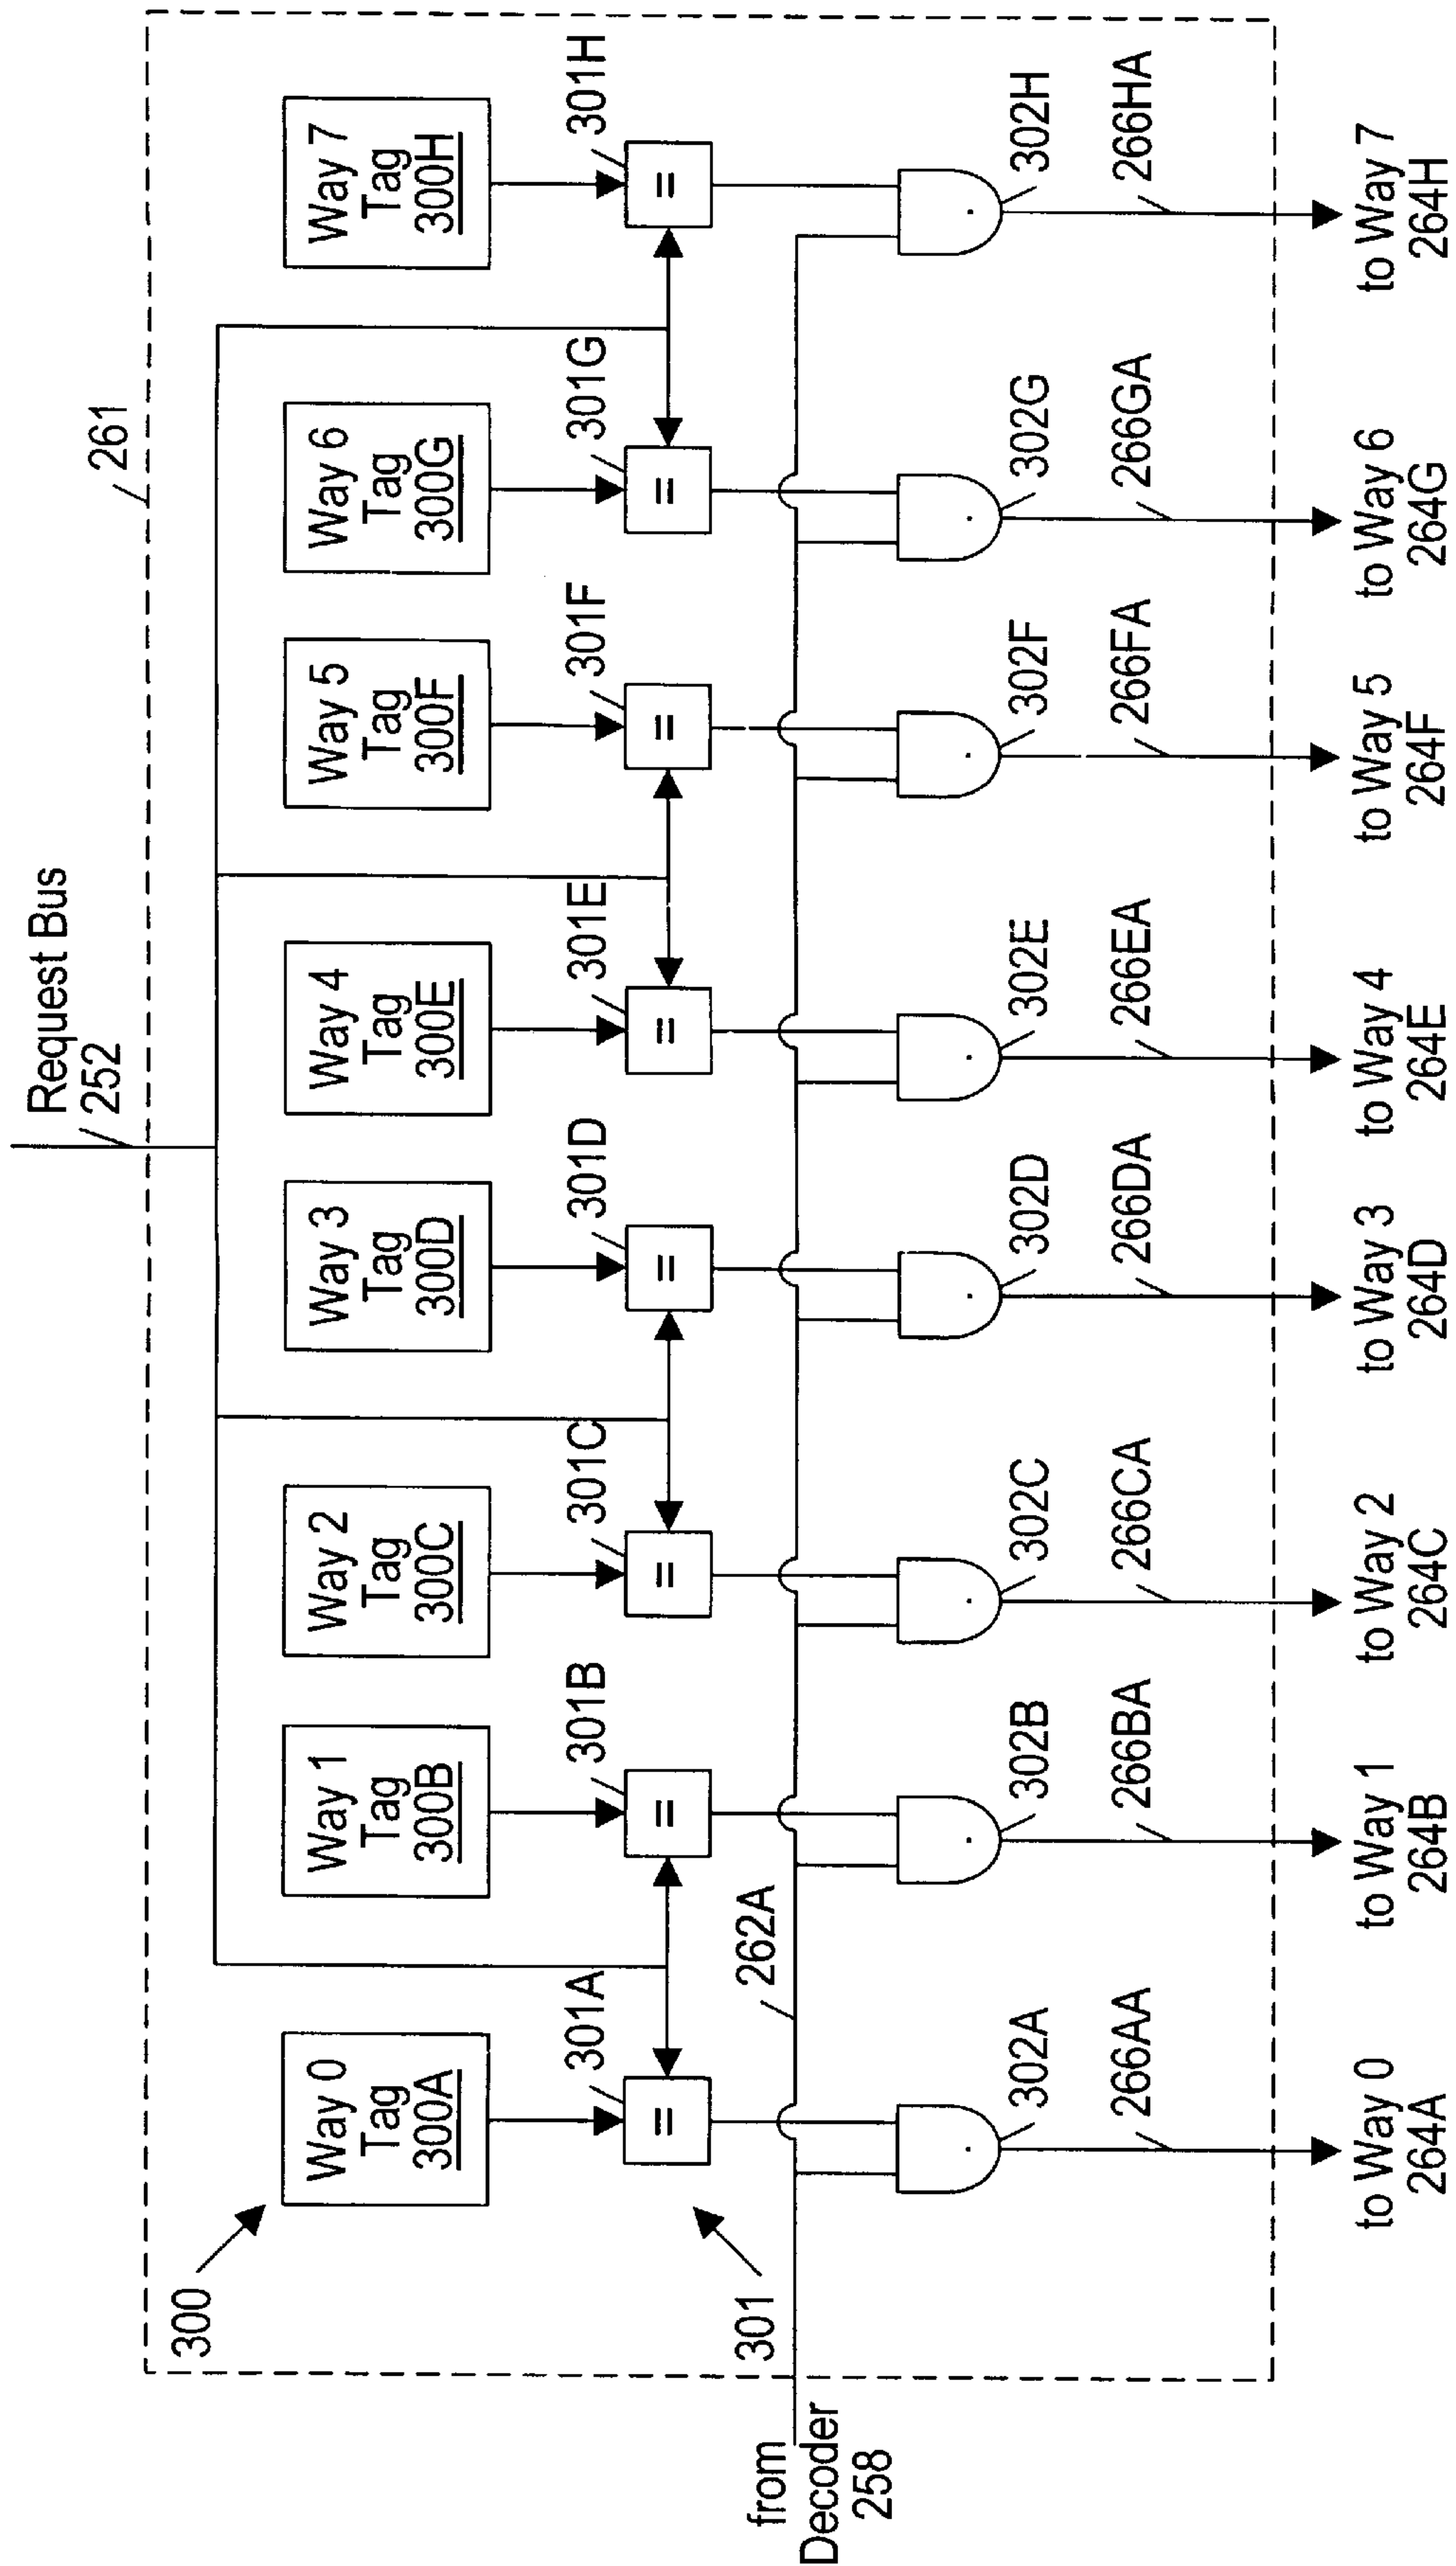 Request Bus
252
261
300
Way 0
Tag
300A
Way 1
Tag
300B
Way 2
Tag
300C
Way 3
Tag
300D
Way 4
Tag
300E
Way 5
Tag
300F
Way 6
Tag
300G
Way 7
Tag
300H
301A
301B
301C
301D
301E
301F
301G
301H
=
=
=
=
=
=
=
=
301
262A
from
Decoder
258
302A
302B
302C
302D
302E
302F
302G
302H
266AA
266BA
266CA
266DA
266EA
266FA
266GA
266HA
to Way 0
264A
to Way 1
264B
to Way 2
264C
to Way 3
264D
to Way 4
264E
to Way 5
264F
to Way 6
264G
to Way 7
264H